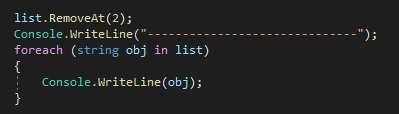 list.RemoveAt(2);
Console.WriteLine("------------------------------");
foreach (string obj in list)
{
    Console.WriteLine(obj);
}